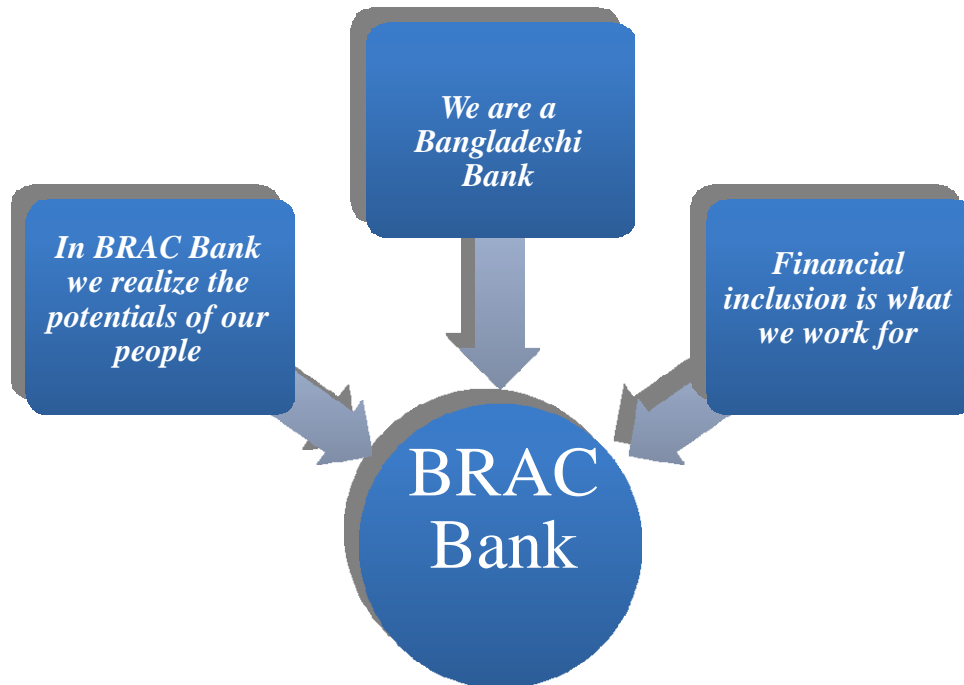 We are a
Bangladeshi
Bank
In BRAC Bank
we realize the
potentials of our
people
Financial
inclusion is what
we work for
BRAC
Bank